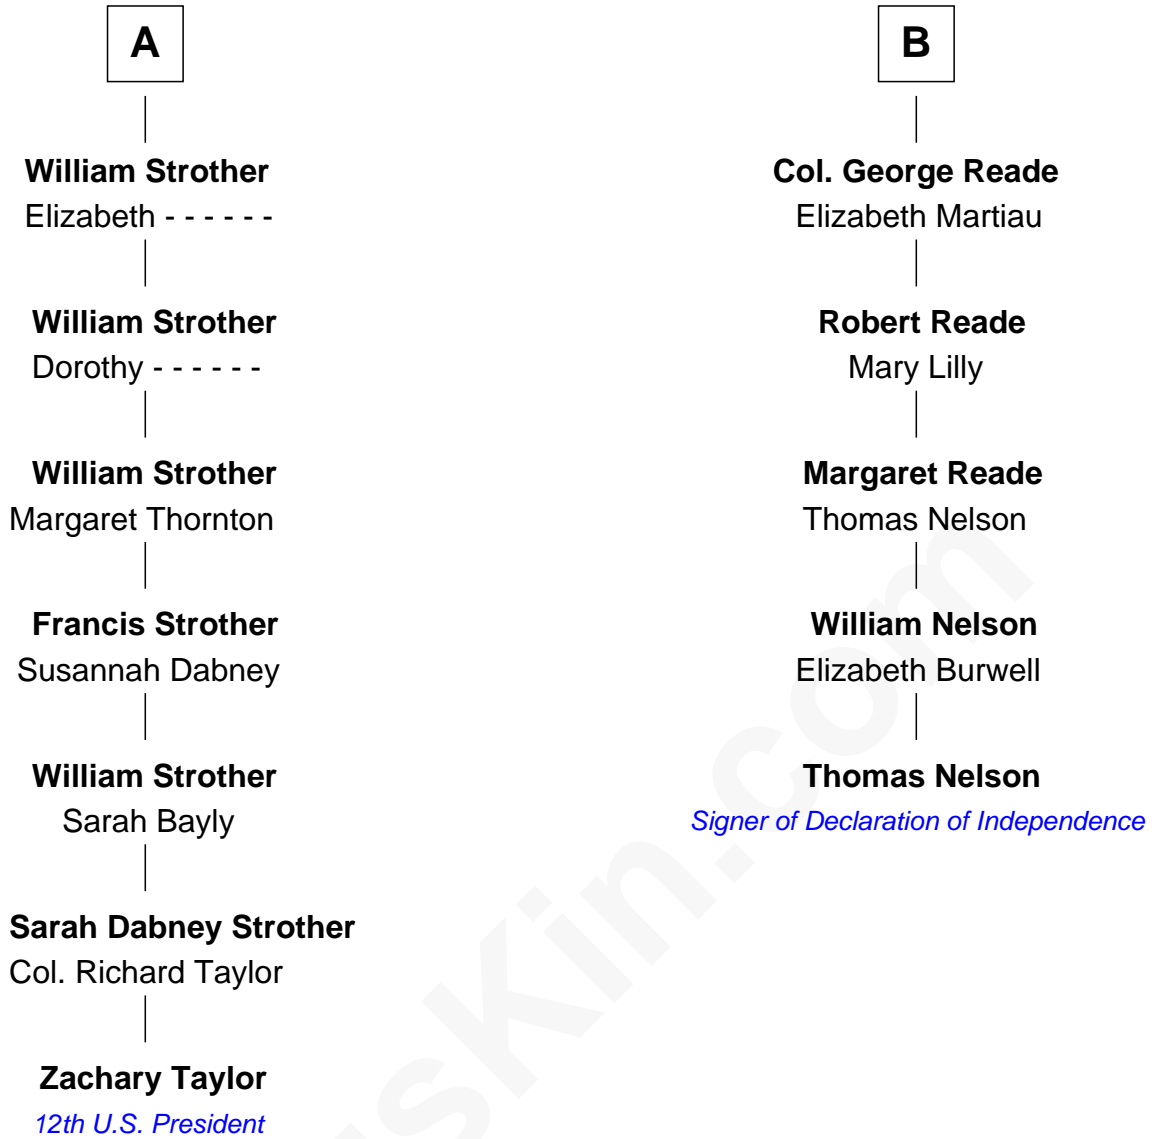 A
William Strother
Elizabeth - - - - - -
William Strother
Dorothy - - - - - -
William Strother
Margaret Thornton
Francis Strother
Susannah Dabney
William Strother
Sarah Bayly
Sarah Dabney Strother
Col. Richard Taylor
Zachary Taylor
12th U.S. President
B
Col. George Reade
Elizabeth Martiau
Robert Reade
Mary Lilly
Margaret Reade
Thomas Nelson
William Nelson
Elizabeth Burwell
Thomas Nelson
Signer of Declaration of Independence